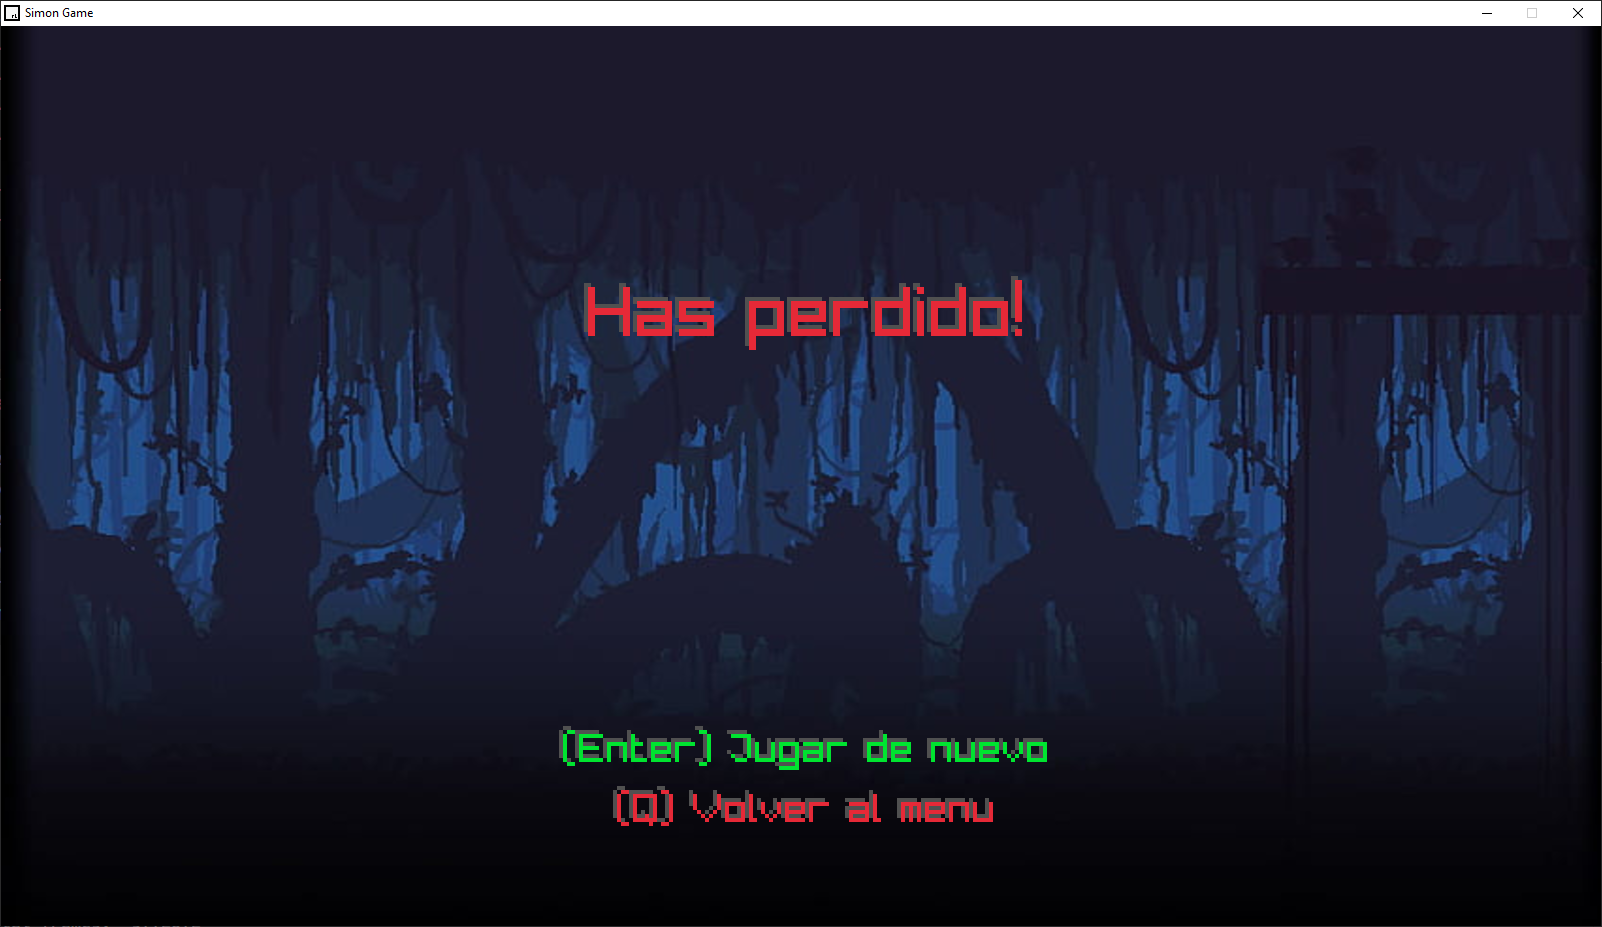 Simon Game
Has perdido!
(Enter) Jugar de nuevo
(Q) Volver al menu